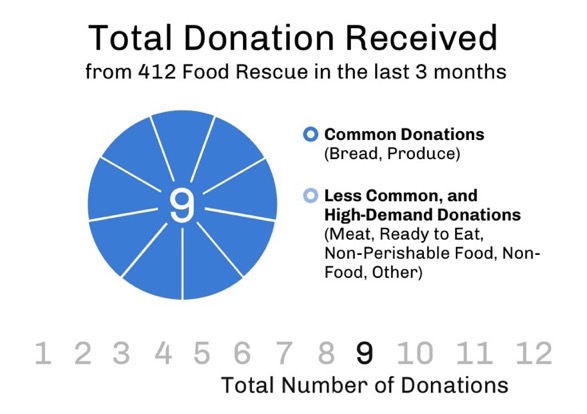 Total Donation Received
from 412 Food Rescue in the last 3 months
9
Common Donations
(Bread, Produce)
Less Common, and
High-Demand Donations
(Meat, Ready to Eat,
Non-Perishable Food, Non-
Food, Other)
1 2 3 4 5 6 7 8 9 10 11 12
Total Number of Donations